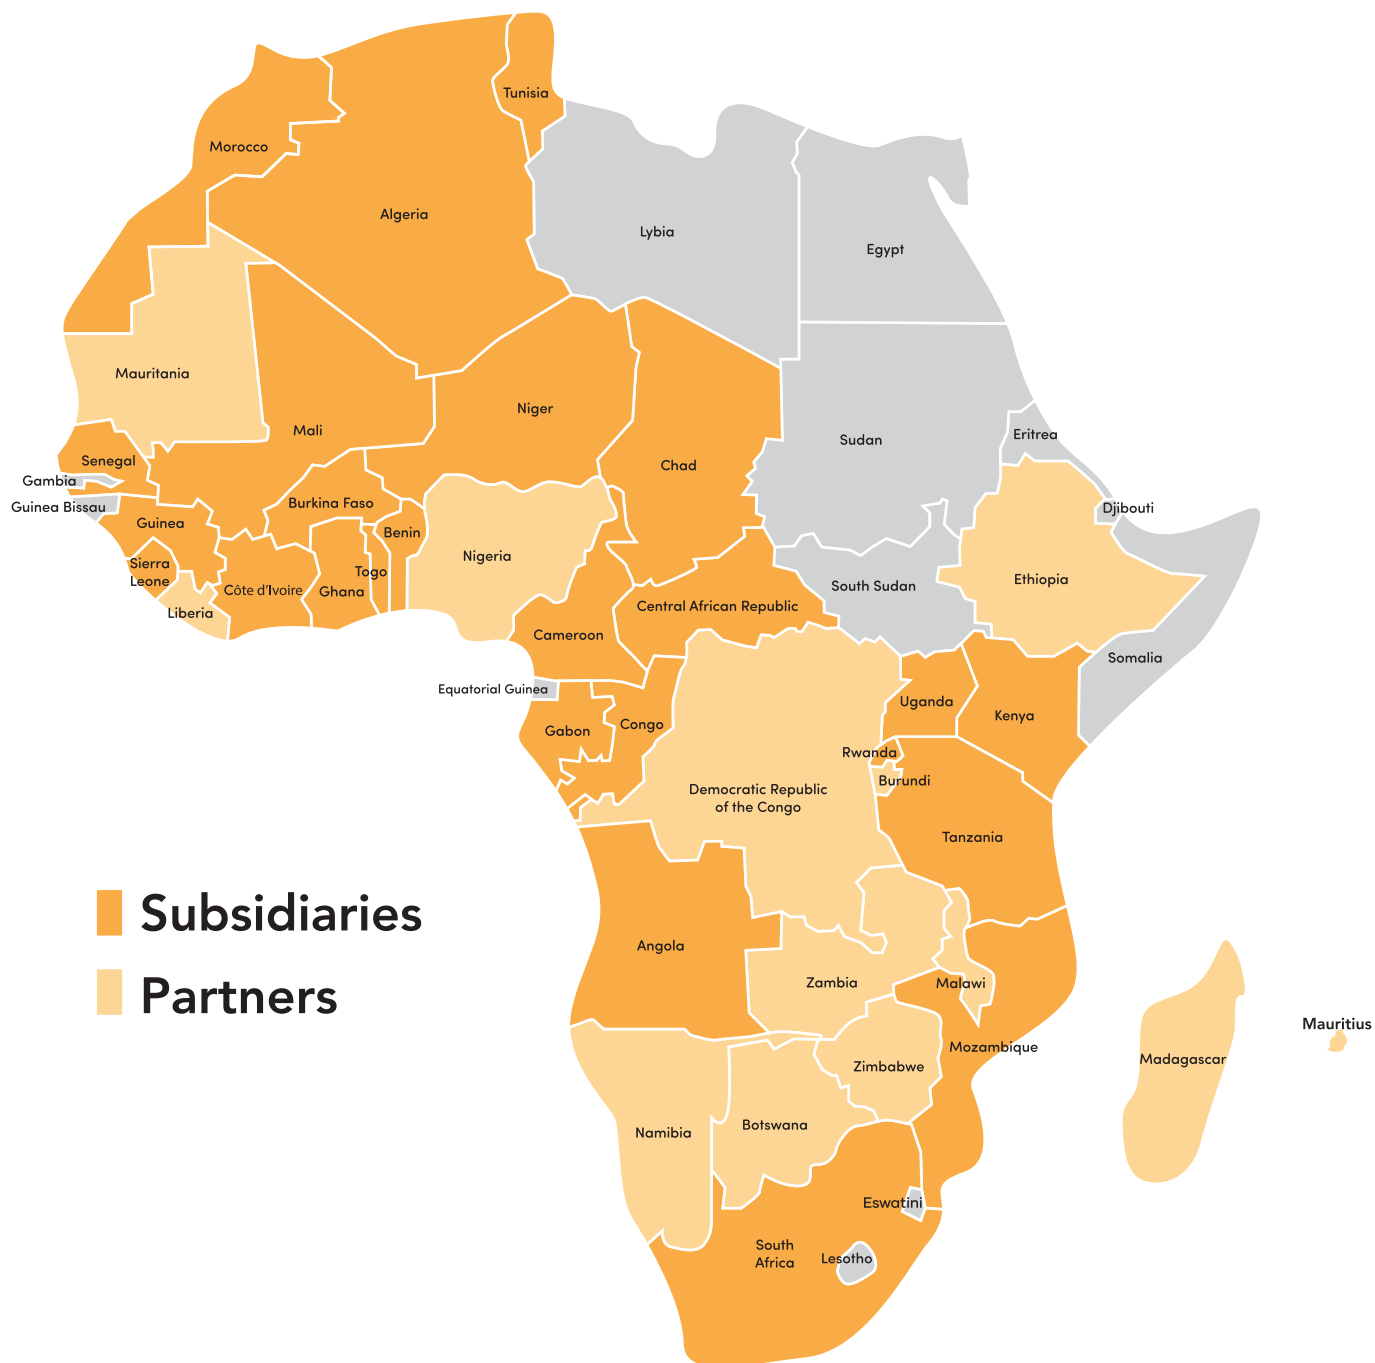 Tunisia
Morocco
Algeria
Lybia
Egypt
Mauritania
Niger
Mali
Sudan
Eritrea
Senegal
Chad
Gambia
Burkina Faso
Guinea Bissau
Djibouti
Guinea
Benin
Nigeria
Sierra
Leone
Togo
Ethiopia
Côte d'Ivoire
Ghana
South Sudan
Liberia
Central African Republic
Cameroon
Somalia
Equatorial Guinea
Uganda
Kenya
Congo
Gabon
Rwanda
Burundi
Democratic Republic
of the Congo
Tanzania
Subsidiaries
Angola
Partners
Zambia
Malawi
Mauritius
Mozambique
Madagascar
Zimbabwe
Botswana
Namibia
Eswatini
South
Africa
Lesotho